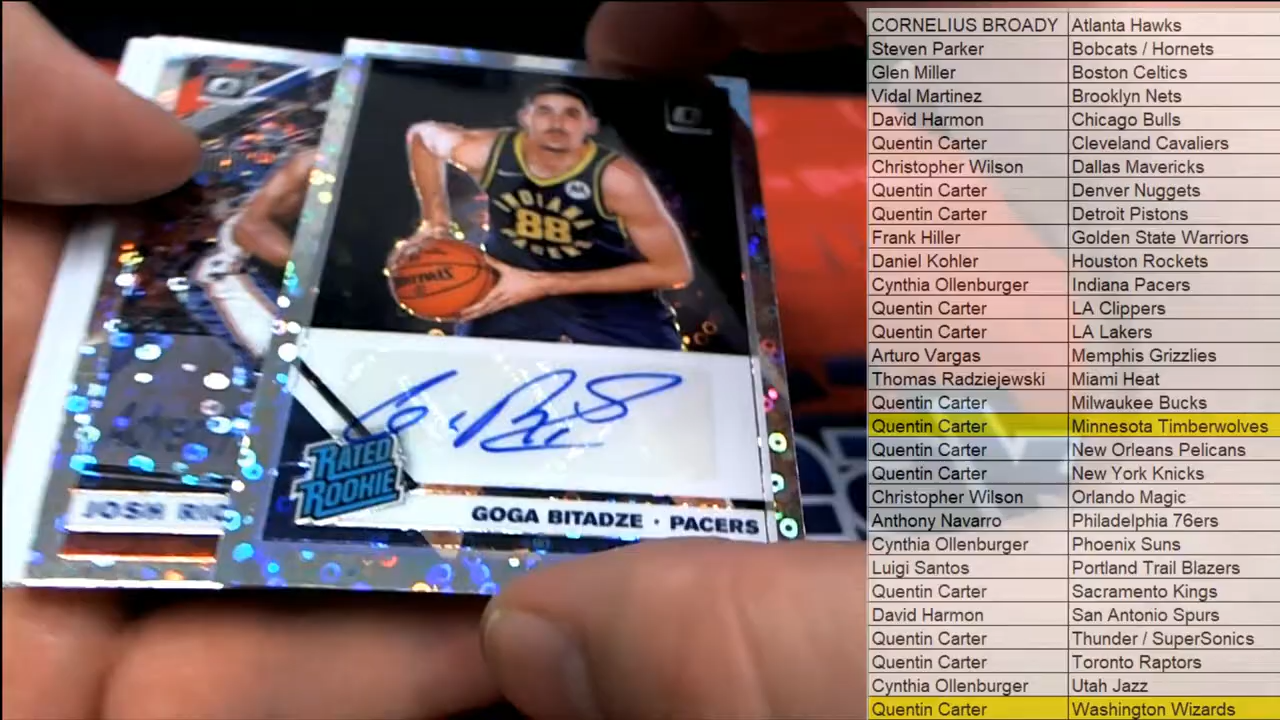 INDIANA
88
PACERS
SPALDING
RATED
ROOKIE
GOGA BITADZE · PACERS
JOSH RIC
CORNELIUS BROADY Atlanta Hawks
Steven Parker Bobcats / Hornets
Glen Miller Boston Celtics
Vidal Martinez Brooklyn Nets
David Harmon Chicago Bulls
Quentin Carter Cleveland Cavaliers
Christopher Wilson Dallas Mavericks
Quentin Carter Denver Nuggets
Quentin Carter Detroit Pistons
Frank Hiller Golden State Warriors
Daniel Kohler Houston Rockets
Cynthia Ollenburger Indiana Pacers
Quentin Carter LA Clippers
Quentin Carter LA Lakers
Arturo Vargas Memphis Grizzlies
Thomas Radziejewski Miami Heat
Quentin Carter Milwaukee Bucks
Quentin Carter Minnesota Timberwolves
Quentin Carter New Orleans Pelicans
Quentin Carter New York Knicks
Christopher Wilson Orlando Magic
Anthony Navarro Philadelphia 76ers
Cynthia Ollenburger Phoenix Suns
Luigi Santos Portland Trail Blazers
Quentin Carter Sacramento Kings
David Harmon San Antonio Spurs
Quentin Carter Thunder / SuperSonics
Quentin Carter Toronto Raptors
Cynthia Ollenburger Utah Jazz
Quentin Carter Washington Wizards